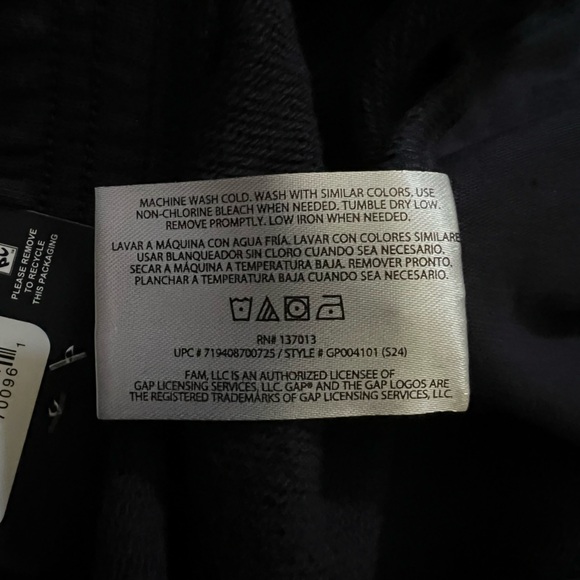 MACHINE WASH COLD. WASH WITH SIMILAR COLORS. USE
NON-CHLORINE BLEACH WHEN NEEDED. TUMBLE DRY LOW.
REMOVE PROMPTLY. LOW IRON WHEN NEEDED.
LAVAR A MÁQUINA CON AGUA FRÍA. LAVAR CON COLORES SIMILARE
USAR BLANQUEADOR SIN CLORO CUANDO SEA NECESARIO.
SECAR A MÁQUINA A TEMPERATURA BAJA. REMOVER PRONTO.
PLANCHAR A TEMPERATURA BAJA CUANDO SEA NECESARIO.
RN# 137013
UPC # 719408700725 / STYLE # GP004101 (S24)
FAM, LLC IS AN AUTHORIZED LICENSEE OF
GAP LICENSING SERVICES, LLC. GAP® AND THE GAP LOGOS ARE
THE REGISTERED TRADEMARKS OF GAP LICENSING SERVICES, LLC.
PLEASE REMOVE
TO RECYCLE
THIS PACKAGING
70096 1